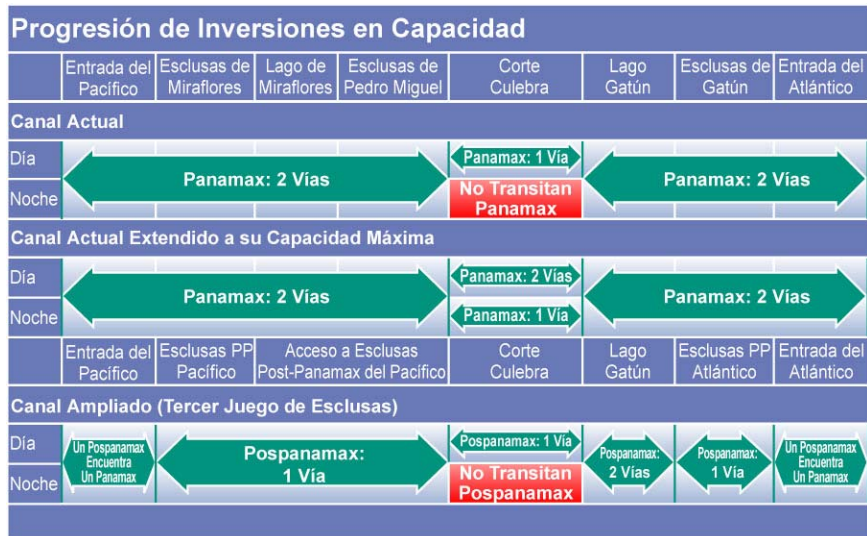 Progresión de Inversiones en Capacidad
Entrada del Pacífico
Esclusas de Miraflores
Lago de Miraflores
Esclusas de Pedro Miguel
Corte Culebra
Lago Gatún
Esclusas de Gatún
Entrada del Atlántico
Canal Actual
Día
Noche
Panamax: 2 Vías
Panamax: 1 Vía
No Transitan
Panamax
Panamax: 2 Vías
Canal Actual Extendido a su Capacidad Máxima
Día
Noche
Panamax: 2 Vías
Panamax: 2 Vías
Panamax: 1 Vía
Panamax: 2 Vías
Entrada del Pacífico
Esclusas PP Pacífico
Acceso a Esclusas Post-Panamax del Pacífico
Corte Culebra
Lago Gatún
Esclusas PP Atlántico
Entrada del Atlántico
Canal Ampliado (Tercer Juego de Esclusas)
Día
Noche
Un Pospanamax
Encuentra
Un Panamax
Pospanamax:
1 Vía
Pospanamax: 1 Vía
No Transitan
Pospanamax
Pospanamax:
2 Vías
Pospanamax:
1 Vía
Un Pospanamax
Encuentra
Un Panamax